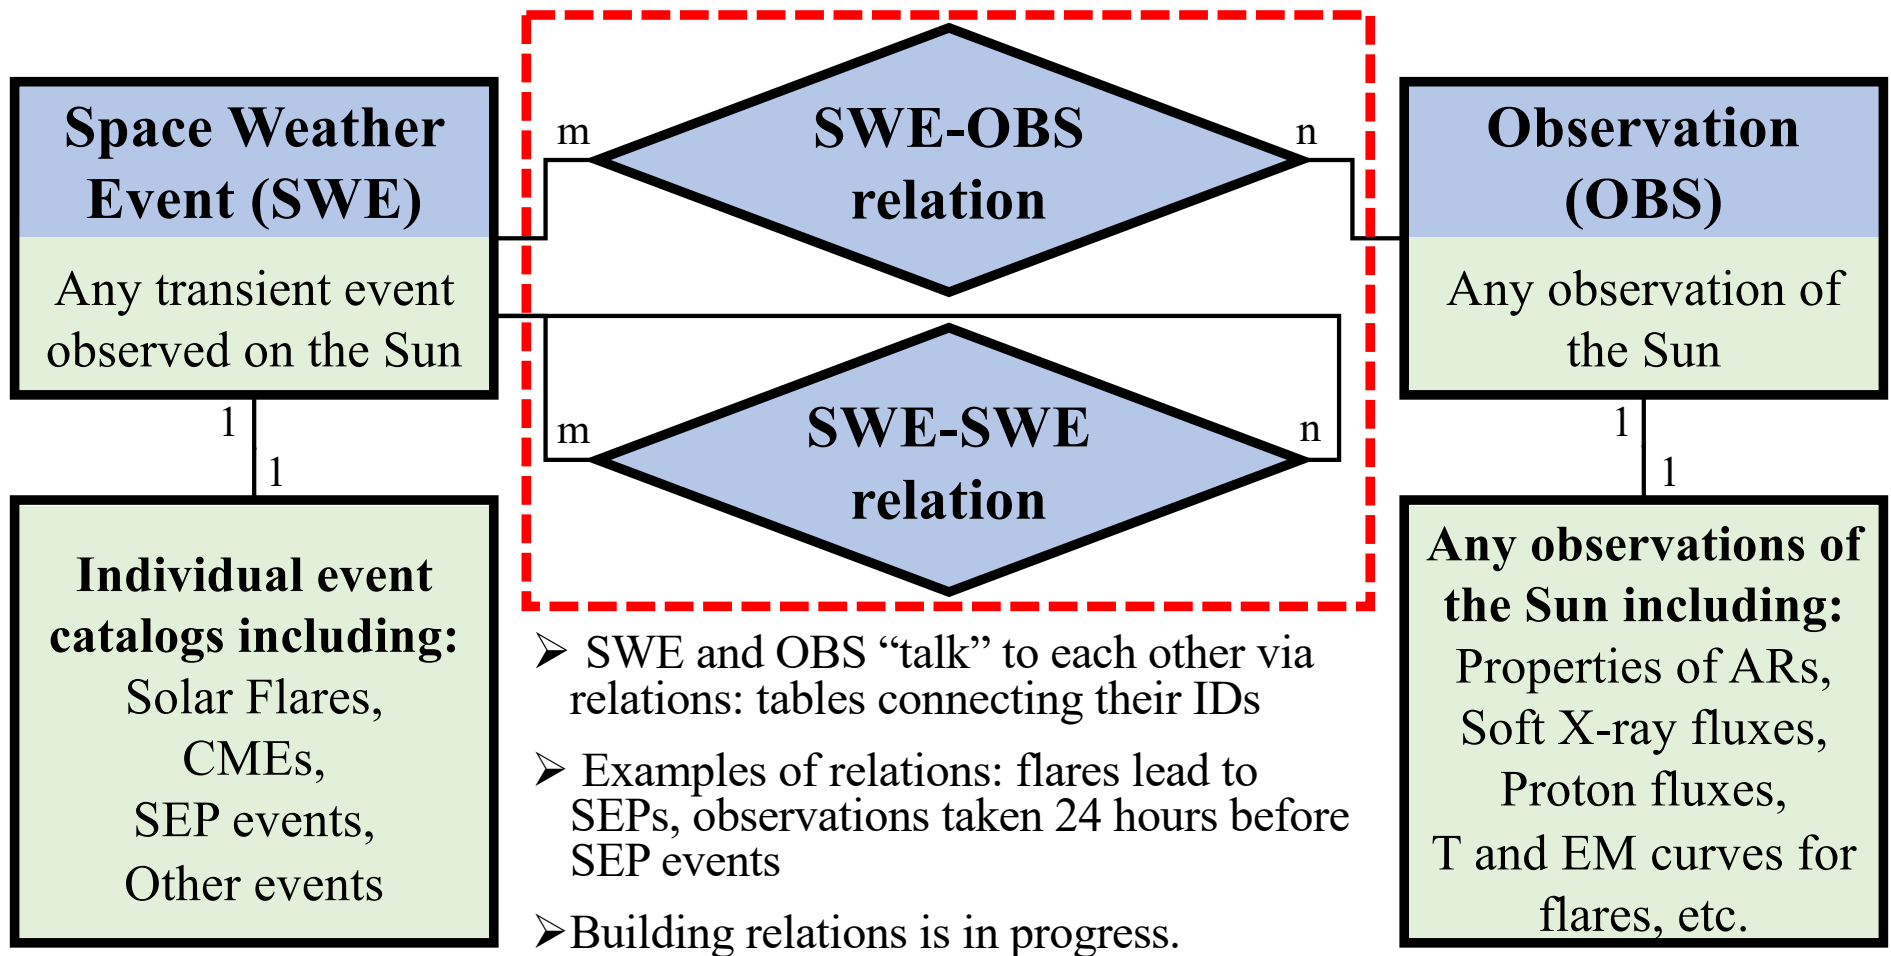 Space Weather
Event (SWE)
Any transient event
observed on the Sun
1
1
Individual event
catalogs including:
Solar Flares,
CMEs,
SEP events,
Other events
m
SWE-OBS
relation
n
m
SWE-SWE
relation
n
➢ SWE and OBS “talk” to each other via
relations: tables connecting their IDs
➢ Examples of relations: flares lead to
SEPs, observations taken 24 hours before
SEP events
➢ Building relations is in progress.
Observation
(OBS)
Any observation of
the Sun
1
1
Any observations of
the Sun including:
Properties of ARs,
Soft X-ray fluxes,
Proton fluxes,
T and EM curves for
flares, etc.